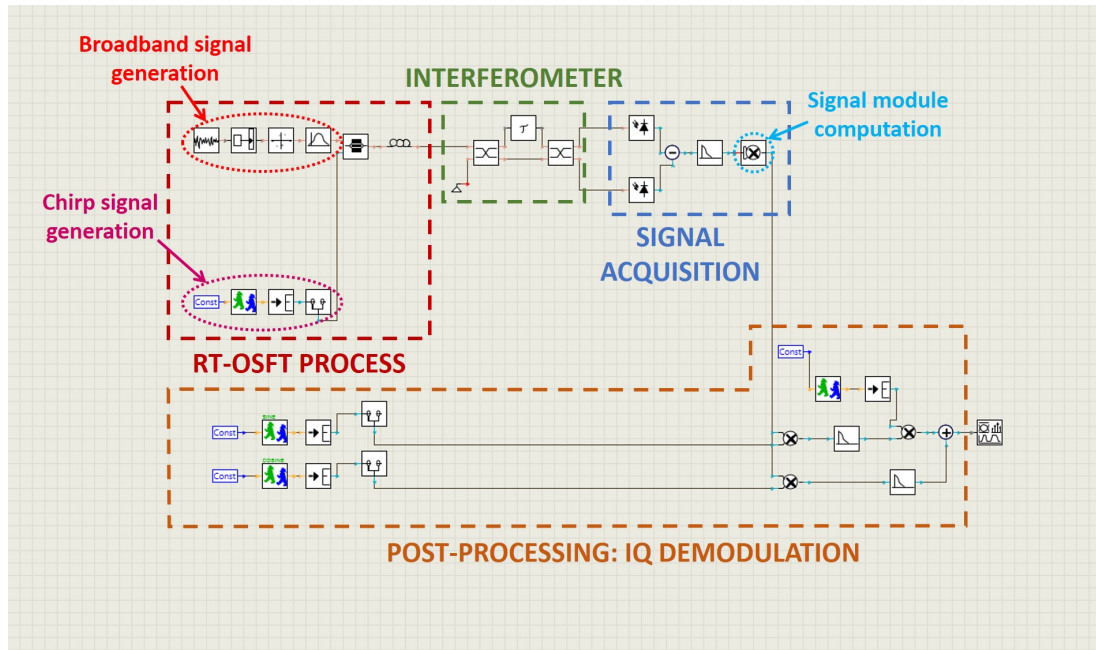 Broadband signal
generation
INTERFEROMETER
Signal module
computation
τ
Chirp signal
generation
SIGNAL
ACQUISITION
Const
RT-OSFT PROCESS
Const
SINE
Const
COSINE
Const
POST-PROCESSING: IQ DEMODULATION